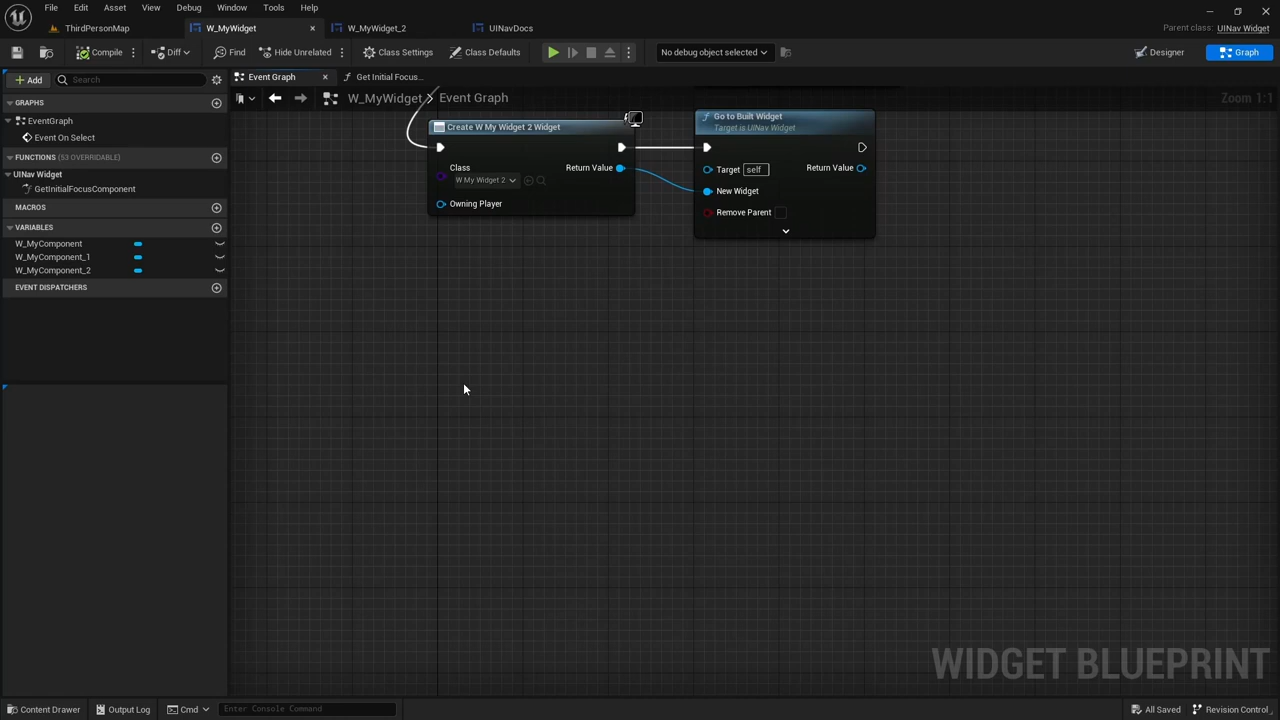 File Edit Asset View Debug Window Tools Help
ThirdPersonMap W_MyWidget W_MyWidget_2 UINavDocs
Parent class: UINav Widget
Diff Find Hide Unrelated Class Settings Class Defaults No debug object selected Designer Graph
Compile
Add Search
Event Graph Get Initial Focus...
W_MyWidget > Event Graph Zoom 1:1
GRAPHS
EventGraph
Event On Select
FUNCTIONS (53 OVERRIDABLE)
UINav Widget
GetInitialFocusComponent
MACROS
VARIABLES
W_MyComponent
W_MyComponent_1
W_MyComponent_2
EVENT DISPATCHERS
Create W My Widget 2 Widget
Class
W My Widget 2
Return Value
Owning Player
Go to Built Widget
Target is UINav Widget
Target self
Return Value
New Widget
Remove Parent
WIDGET BLUEPRINT
Content Drawer Output Log Cmd Enter Console Command All Saved Revision Control